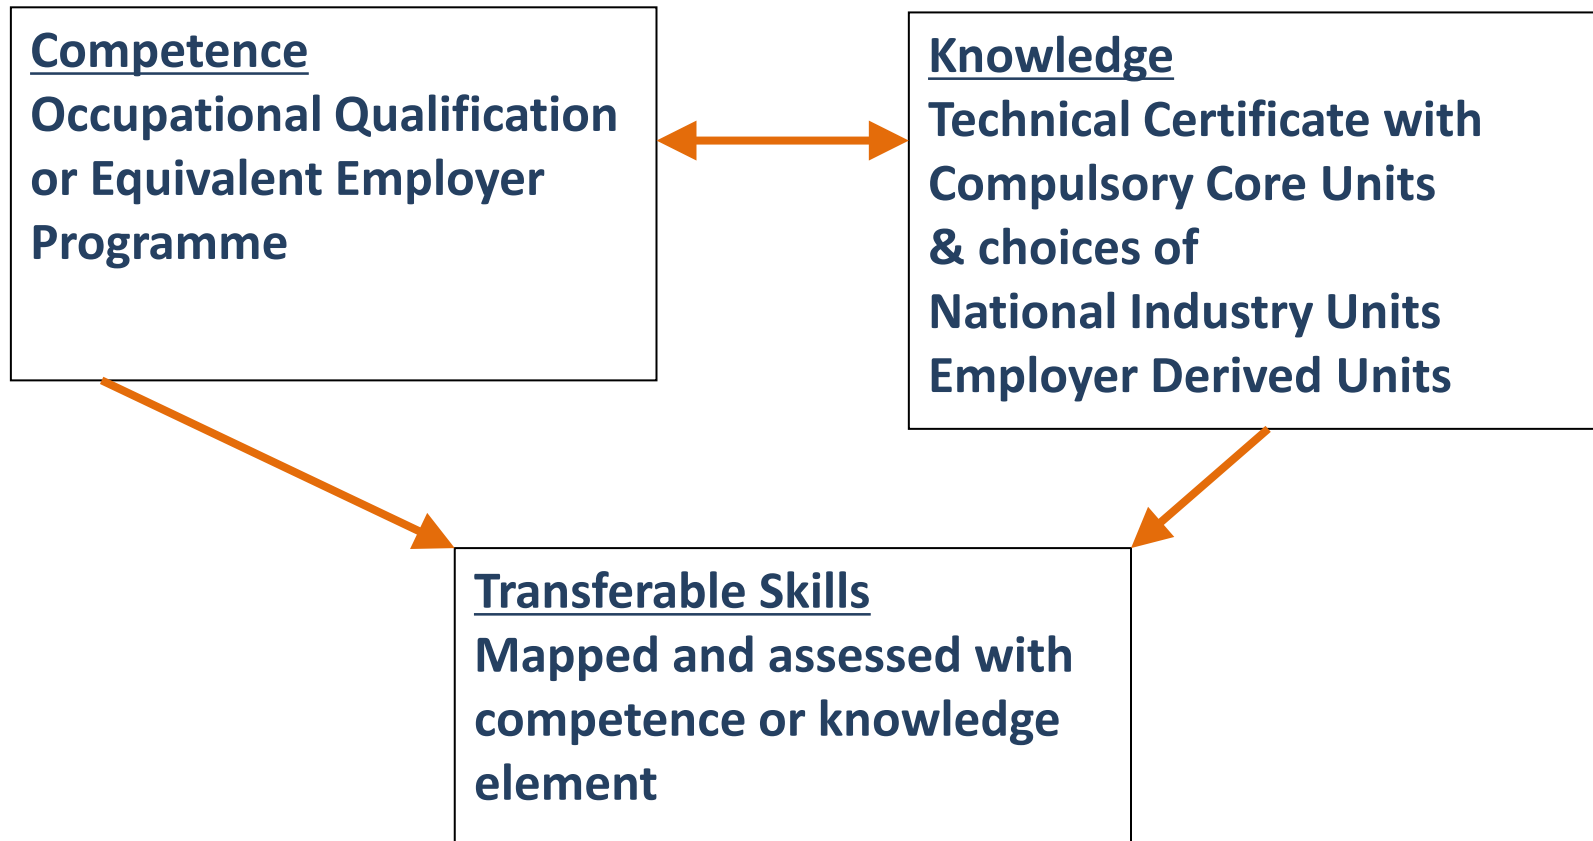 Competence
Occupational Qualification
or Equivalent Employer
Programme
Knowledge
Technical Certificate with
Compulsory Core Units
& choices of
National Industry Units
Employer Derived Units
Transferable Skills
Mapped and assessed with
competence or knowledge
element